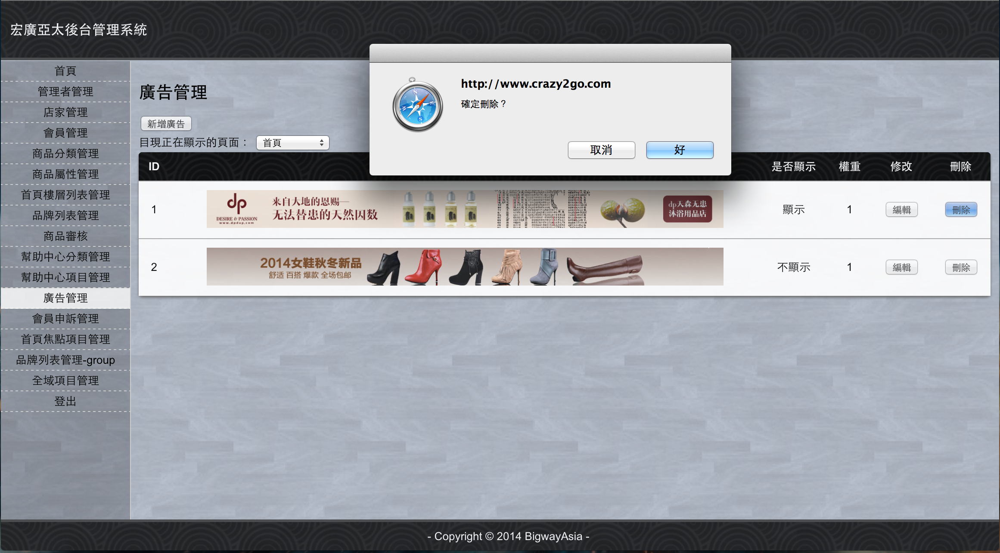 宏廣亞太後台管理系統
首頁
管理者管理
店家管理
會員管理
商品分類管理
商品屬性管理
首頁樓層列表管理
品牌列表管理
商品審核
幫助中心分類管理
幫助中心項目管理
廣告管理
會員申訴管理
首頁焦點項目管理
品牌列表管理-group
全域項目管理
登出
http://www.crazy2go.com
確定刪除？
取消 好
廣告管理
新增廣告
目現正在顯示的頁面： 首頁
ID 是否顯示 權重 修改 刪除
1 顯示 1 編輯 刪除
dp
DESIRE & PASSION
www.dpdap.com
来自大地的恩赐—
无法替患的天然因数
dp天森无患
沐浴用品店
2 不顯示 1 編輯 刪除
2014女鞋秋冬新品
舒适 百搭 爆款 全场包邮
- Copyright © 2014 BigwayAsia -